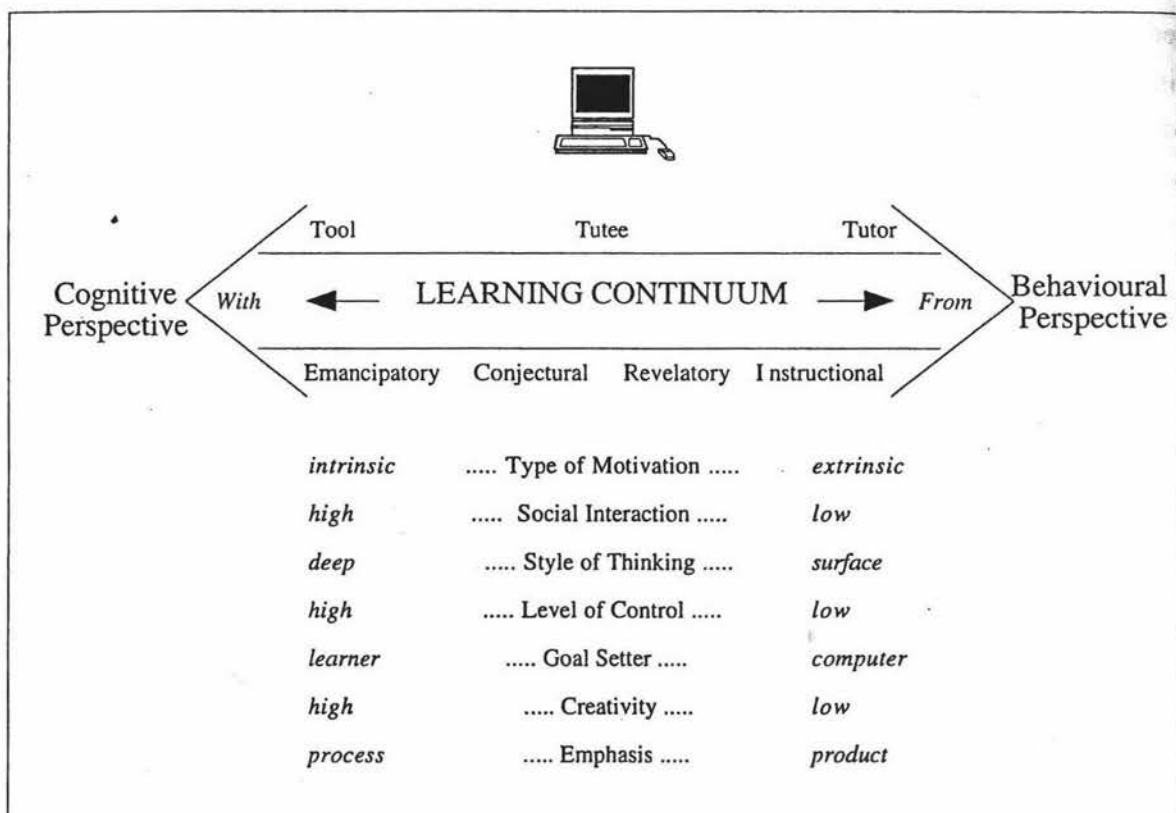 Tool Tutee Tutor
Cognitive Perspective
With LEARNING CONTINUUM From
Behavioural Perspective
Emancipatory Conjectural Revelatory Instructional
intrinsic ..... Type of Motivation ..... extrinsic
high ..... Social Interaction ..... low
deep ..... Style of Thinking ..... surface
high ..... Level of Control ..... low
learner ..... Goal Setter ..... computer
high ..... Creativity ..... low
process ..... Emphasis ..... product